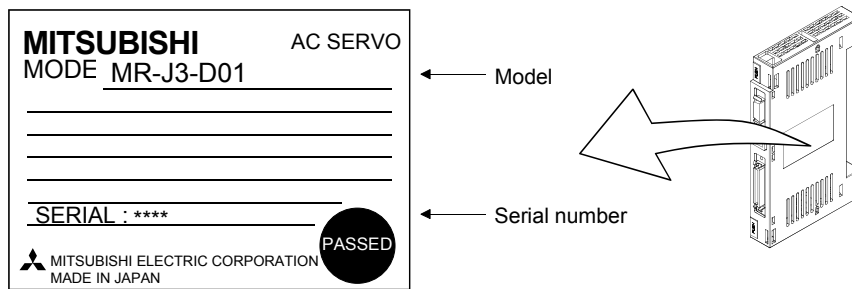 MITSUBISHI AC SERVO
MODE MR-J3-D01
Model
SERIAL : ****
Serial number
PASSED
MITSUBISHI ELECTRIC CORPORATION
MADE IN JAPAN